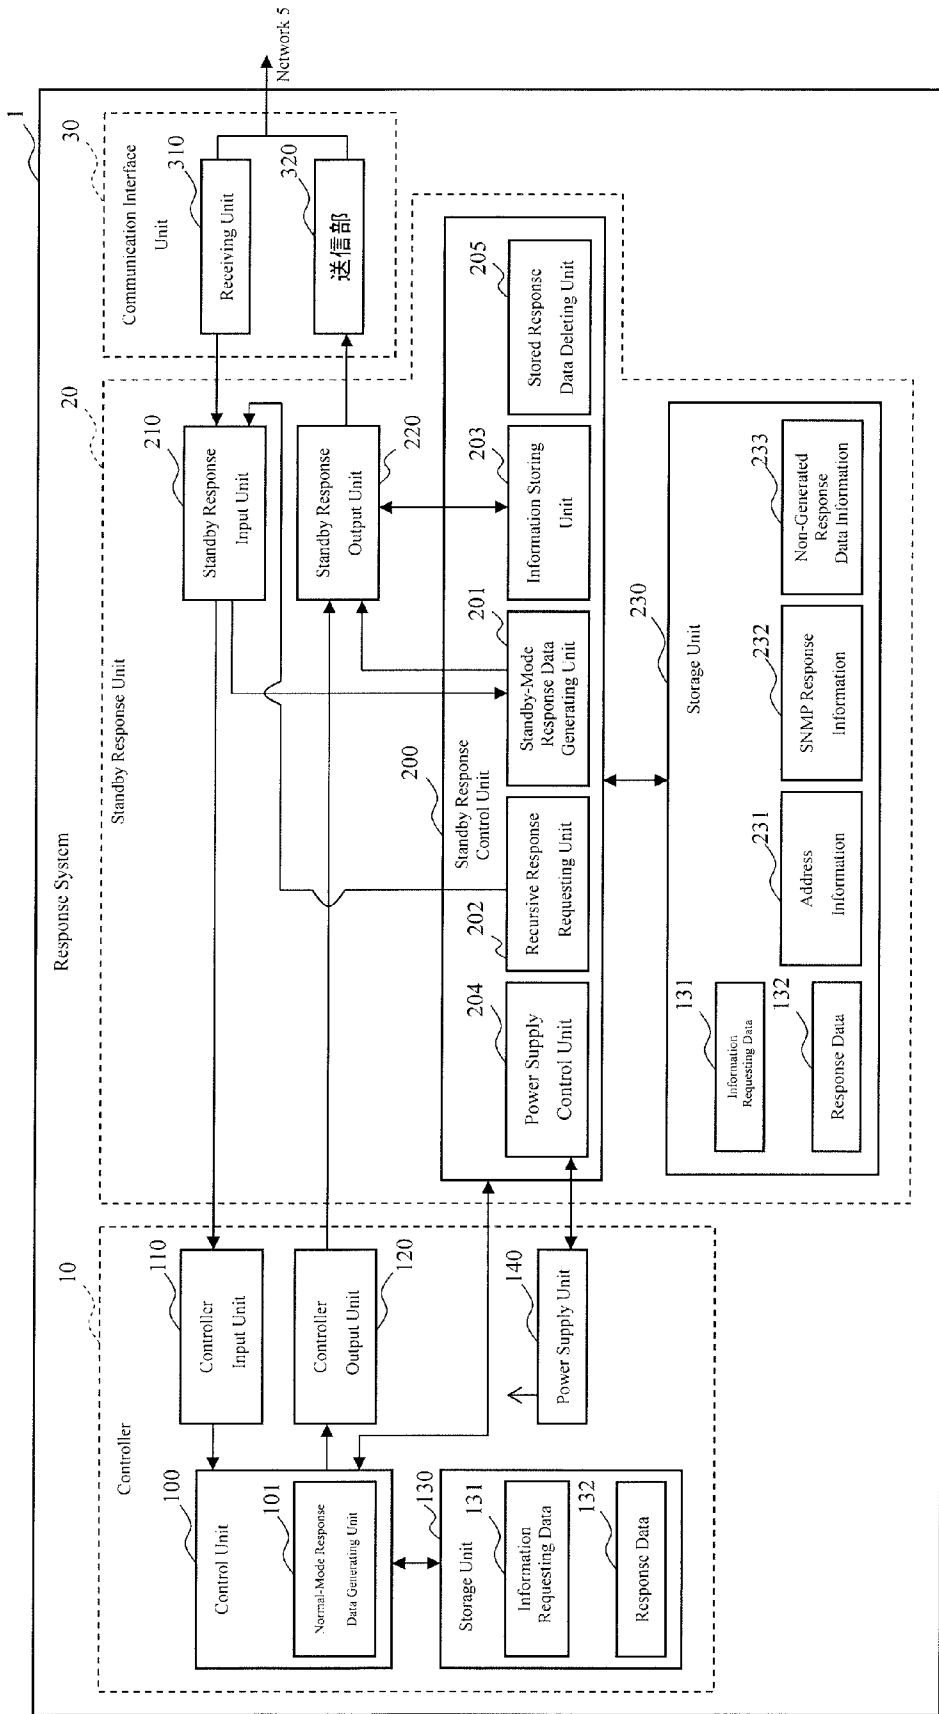 Response System
1
Controller
10
Control Unit
100
Normal-Mode Response
Data Generating Unit
101
Controller
Input Unit
110
Controller
Output Unit
120
Storage Unit
130
Information
Requesting Data
131
Response Data
132
Power Supply Unit
140
Standby Response Unit
20
Standby Response
Input Unit
210
Standby Response
Output Unit
220
Standby Response
Control Unit
200
Power Supply
Control Unit
204
Recursive Response
Requesting Unit
202
Standby-Mode
Response Data
Generating Unit
201
Information Storing
Unit
203
Stored Response
Data Deleting Unit
205
Storage Unit
230
Information
Requesting Data
131
Response Data
132
Address
Information
231
SNMP Response
Information
232
Non-Generated
Response
Data Information
233
Communication Interface
Unit
30
Receiving Unit
310
送信部
320
Network 5